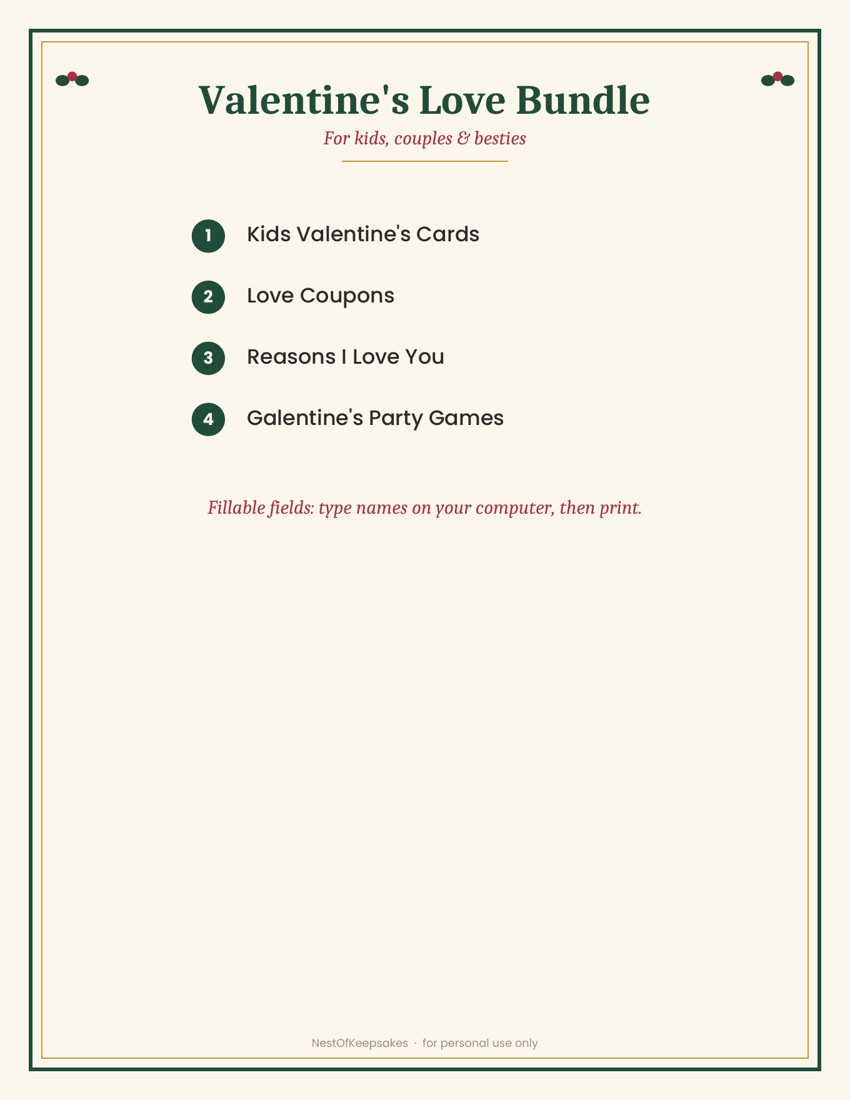 Valentine's Love Bundle
For kids, couples & besties
1 Kids Valentine's Cards
2 Love Coupons
3 Reasons I Love You
4 Galentine's Party Games
Fillable fields: type names on your computer, then print.
NestOfKeepsakes · for personal use only